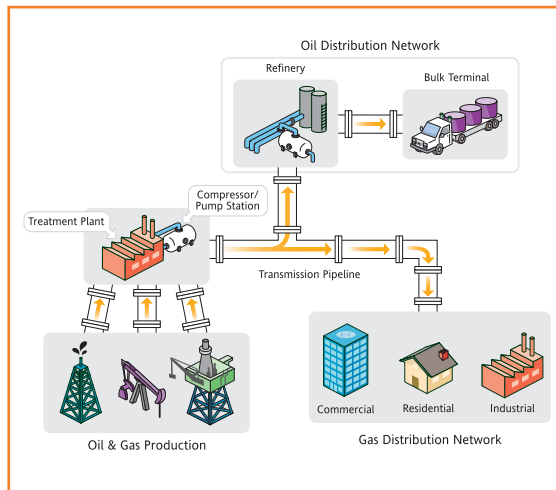 Oil Distribution Network
Refinery
Bulk Terminal
Compressor/
Pump Station
Treatment Plant
Transmission Pipeline
Commercial
Residential
Industrial
Oil & Gas Production
Gas Distribution Network